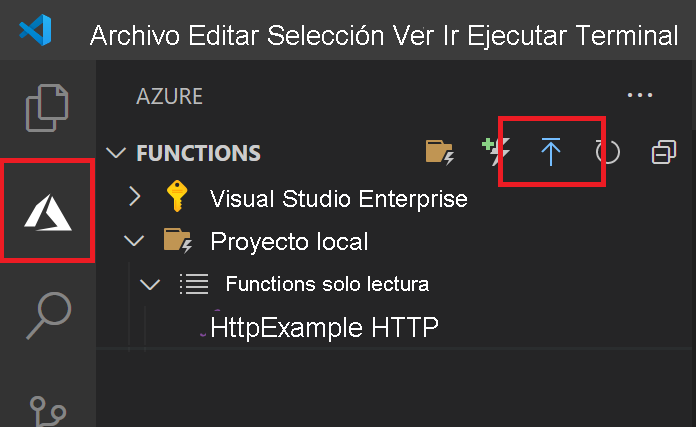 Archivo Editar Selección Ver Ir Ejecutar Terminal
AZURE
FUNCTIONS
Visual Studio Enterprise
Proyecto local
Functions solo lectura
HttpExample HTTP